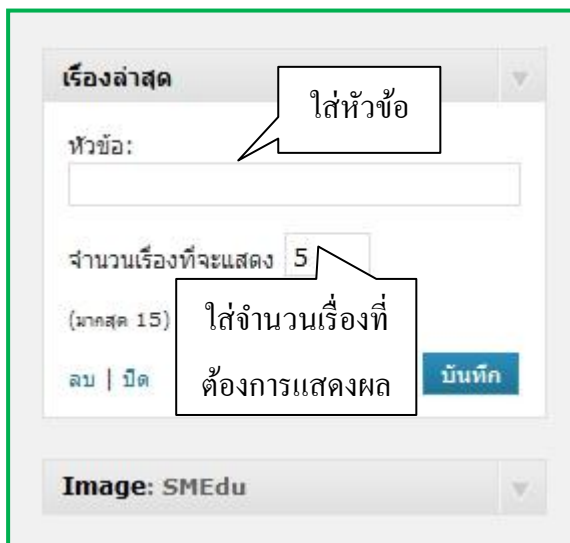 เรื่องล่าสุด
ใส่หัวข้อ
หัวข้อ:
จำนวนเรื่องที่จะแสดง 5
(มากสุด 15)
ใส่จำนวนเรื่องที่
ต้องการแสดงผล
ลบ | ปิด
บันทึก
Image: SMEdu